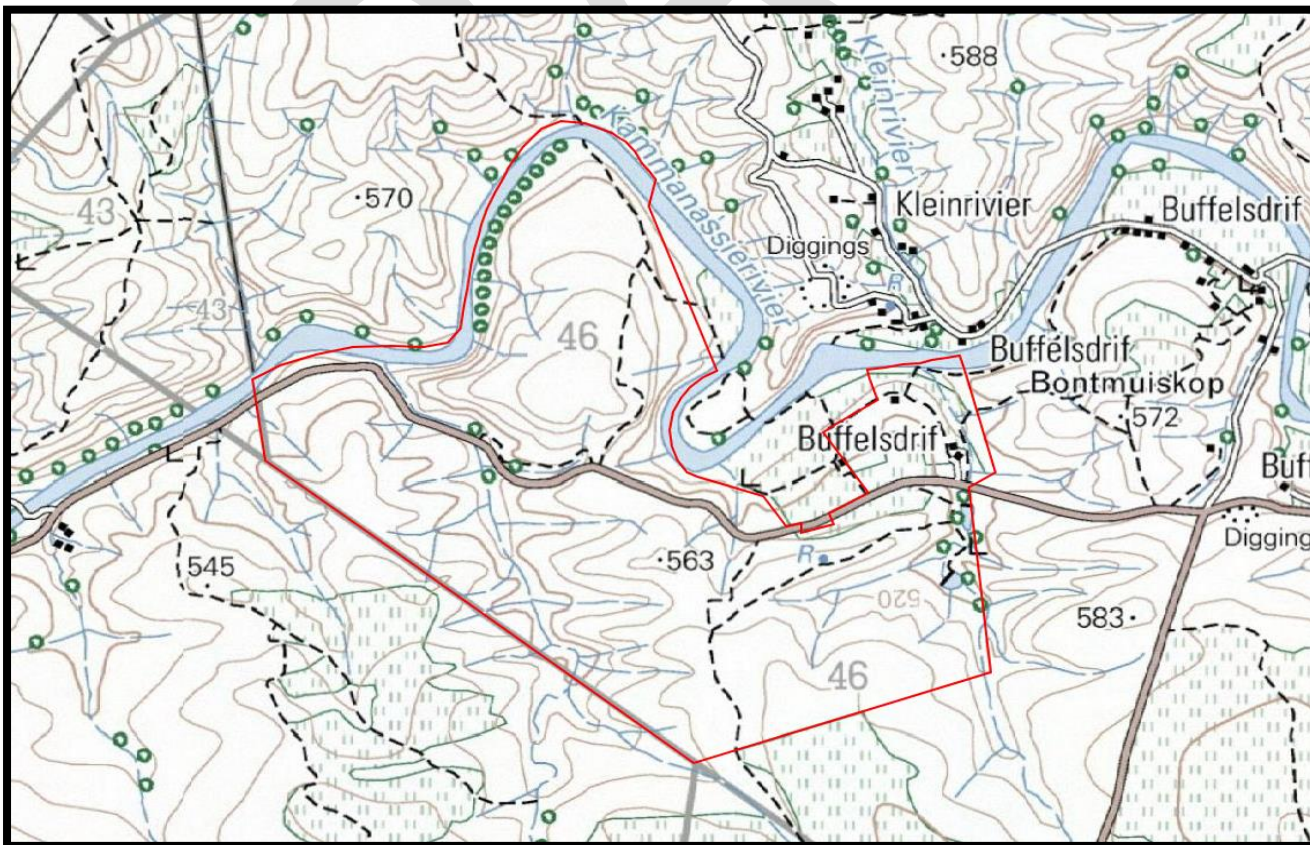 588
Kleinrivier
Kammanassierivier
43
570
Kleinrivier
Buffelsdrif
Diggings
43
46
Buffelsdrif
Bontmuiskop
572
Buffelsdrif
Buff
563
R
545
520
583
Digging
46